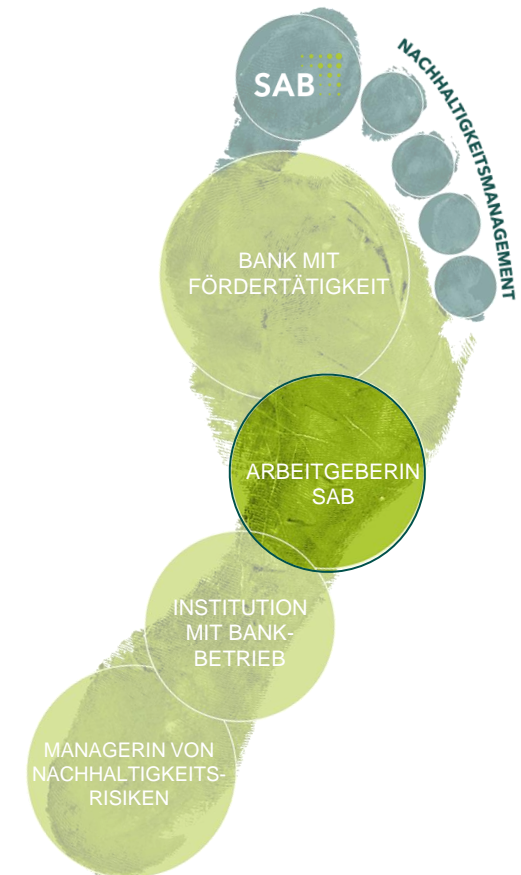 SAB
NACHHALTIGKEITSMANAGEMENT
BANK MIT
FÖRDERTÄTIGKEIT
ARBEITGEBERIN
SAB
INSTITUTION
MIT BANK-
BETRIEB
MANAGERIN VON
NACHHALTIGKEITS-
RISIKEN